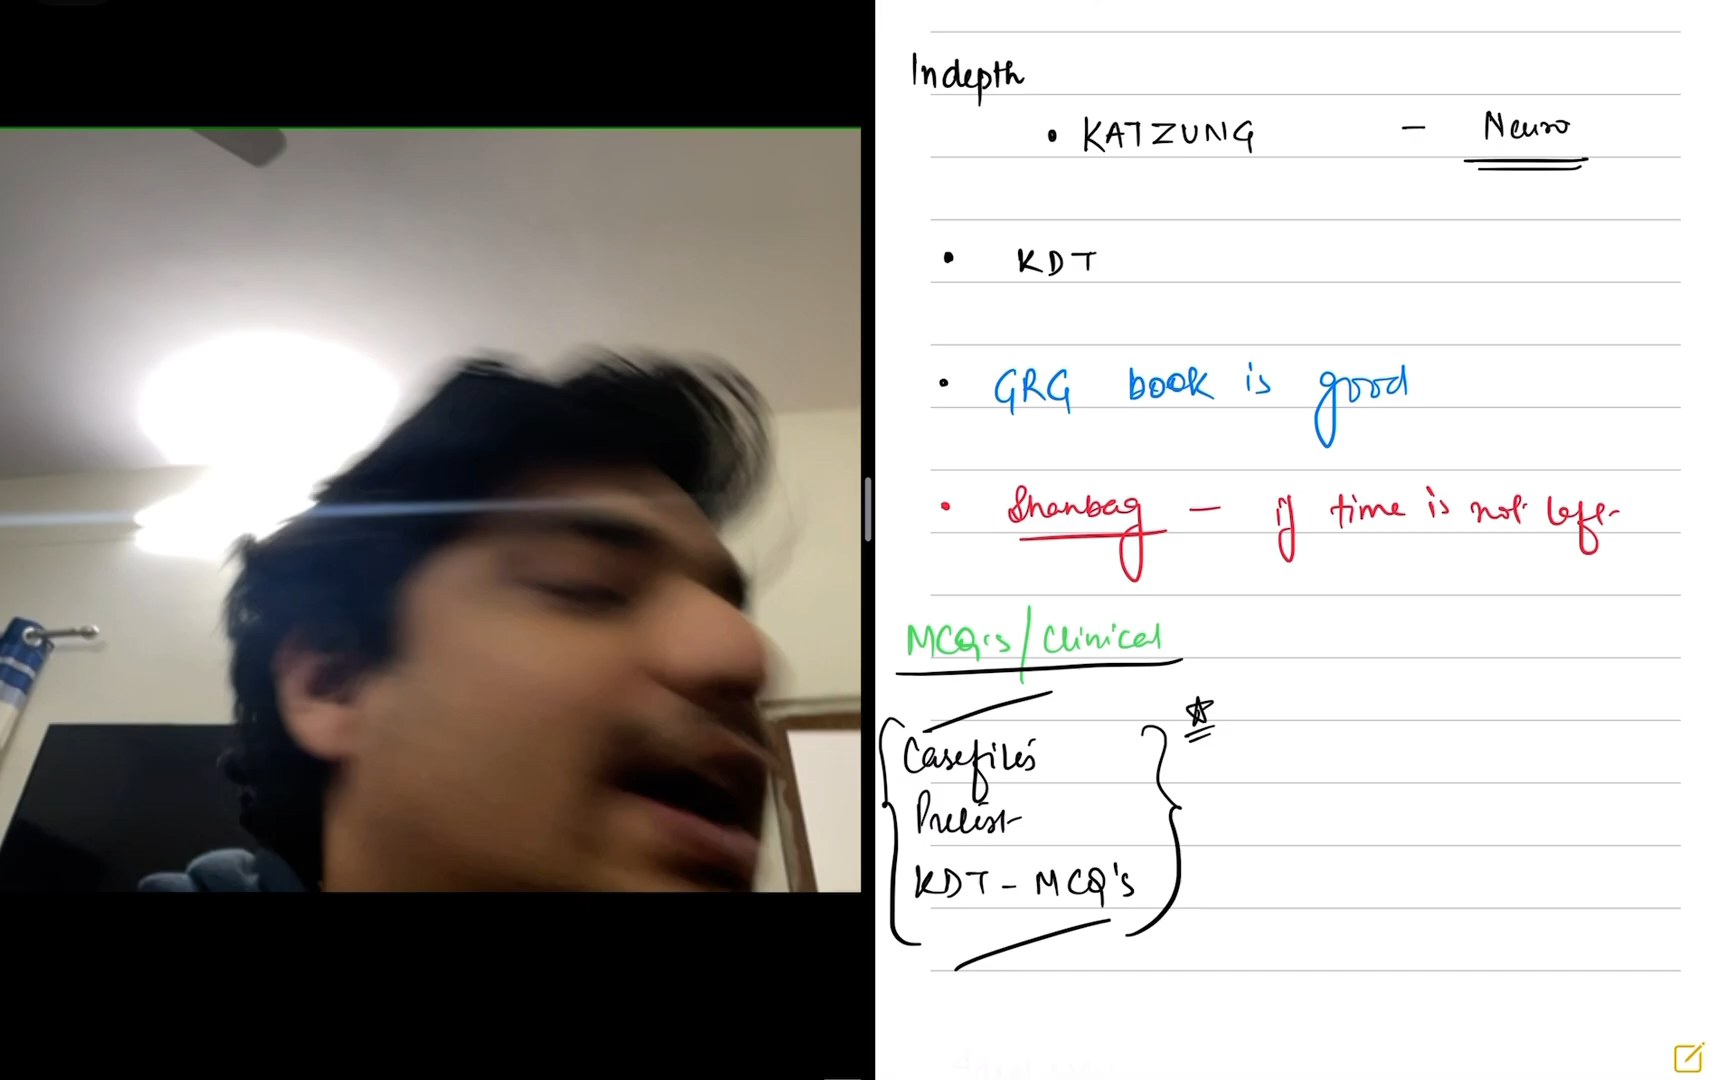 Indepth
• KATZUNG - Neuro
• KDT
• GRG book is good
• Shanbag - if time is not left
MCQ's/Clinical
Casefiles
Pretest
KDT - MCQ's